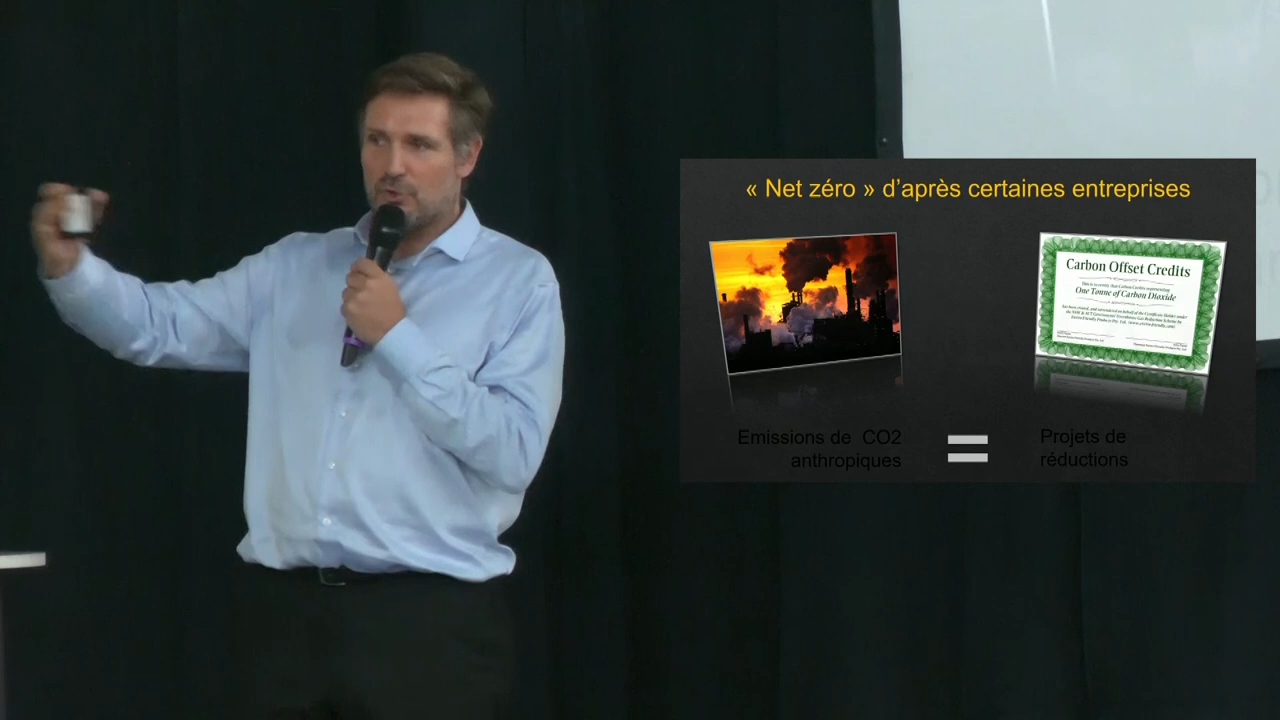 « Net zéro » d'après certaines entreprises
Carbon Offset Credits
One Tonne of Carbon Dioxide
Emissions de CO2
anthropiques
Projets de
réductions